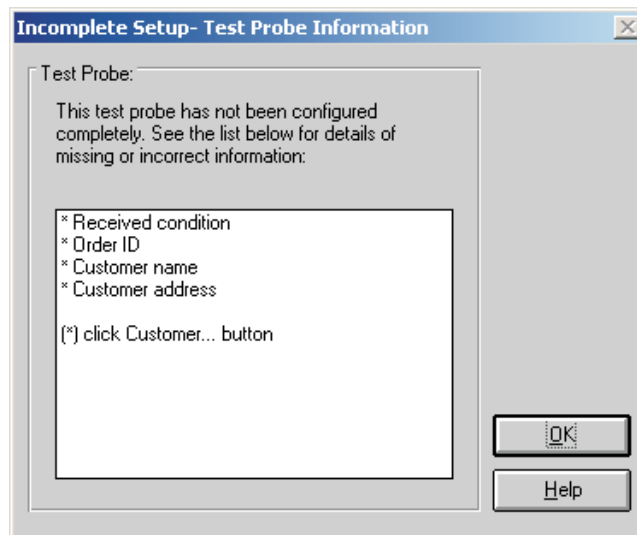 Incomplete Setup- Test Probe Information
Test Probe:
This test probe has not been configured
completely. See the list below for details of
missing or incorrect information:
* Received condition
* Order ID
* Customer name
* Customer address
(*) click Customer... button
OK
Help